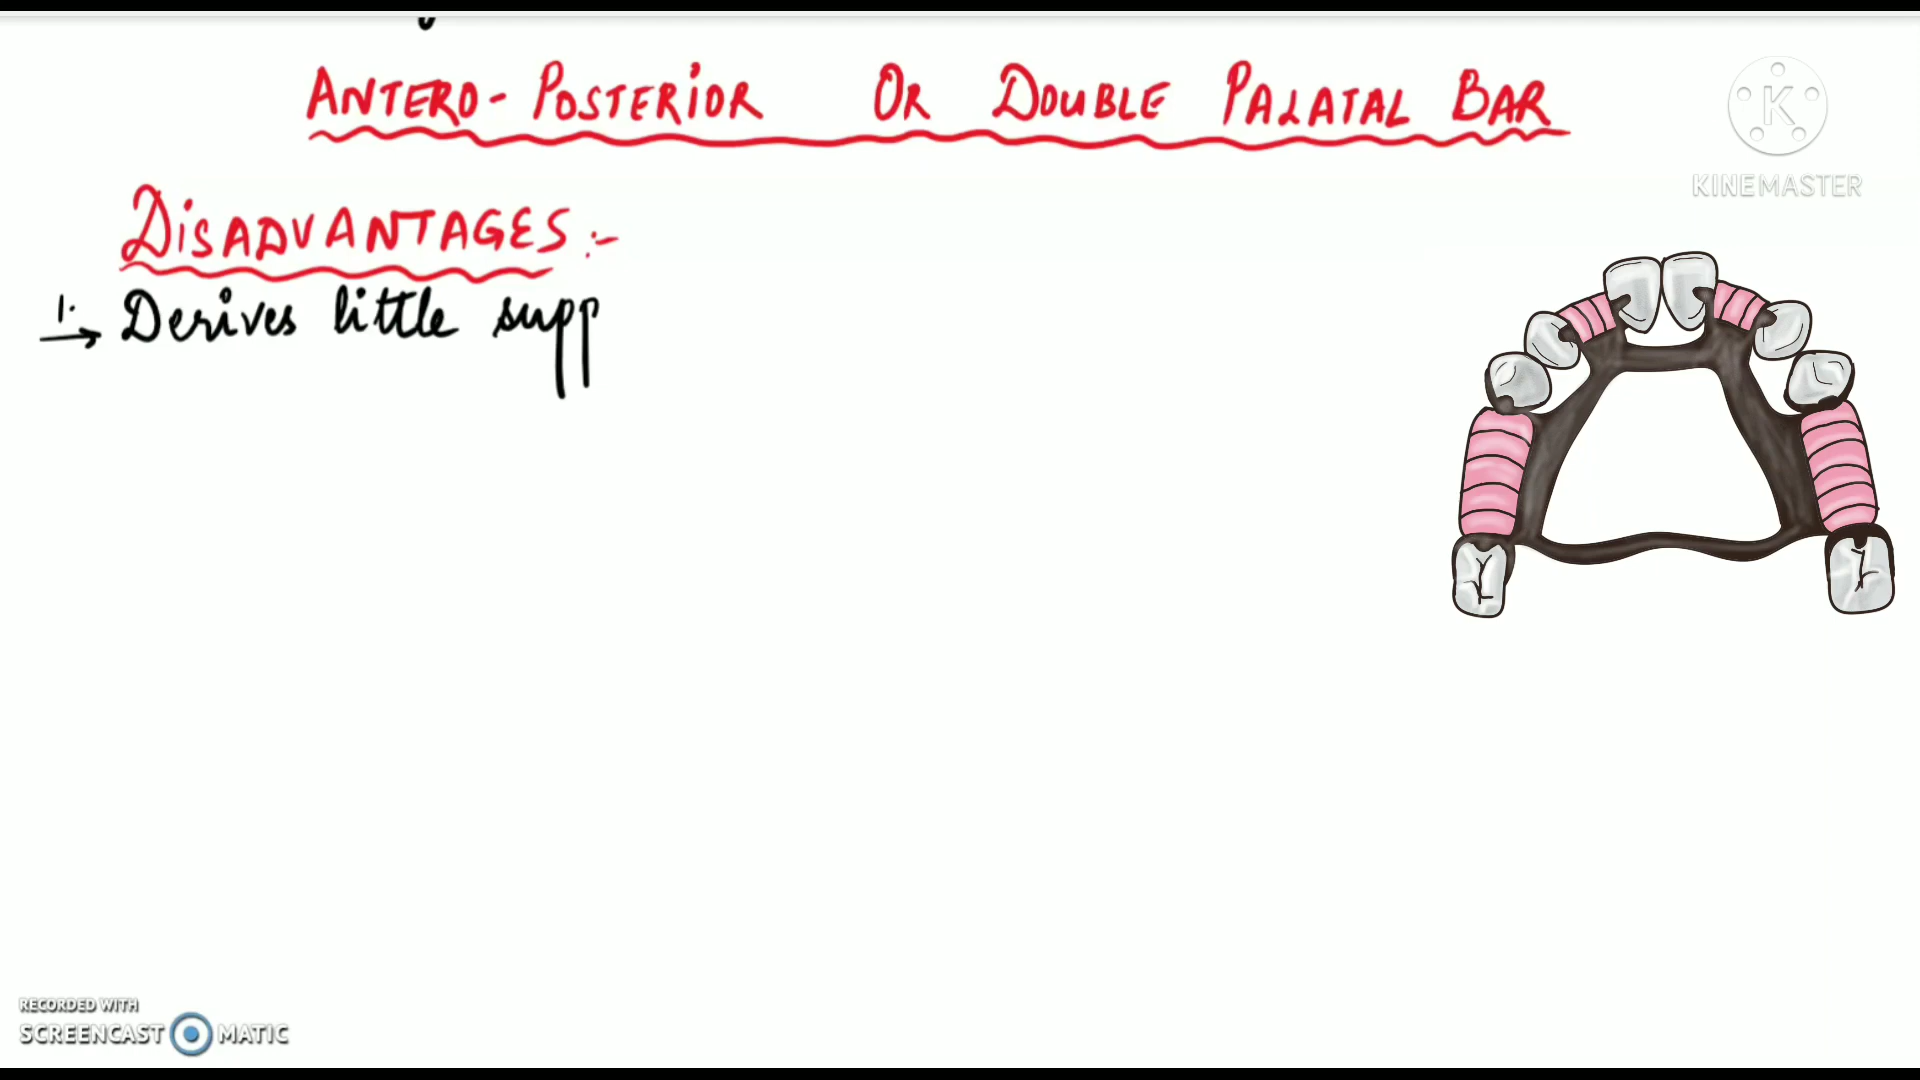 ANTERO-POSTERIOR OR DOUBLE PALATAL BAR
K
KINEMASTER
DISADVANTAGES :-
1. → Derives little supp
RECORDED WITH
SCREENCAST MATIC